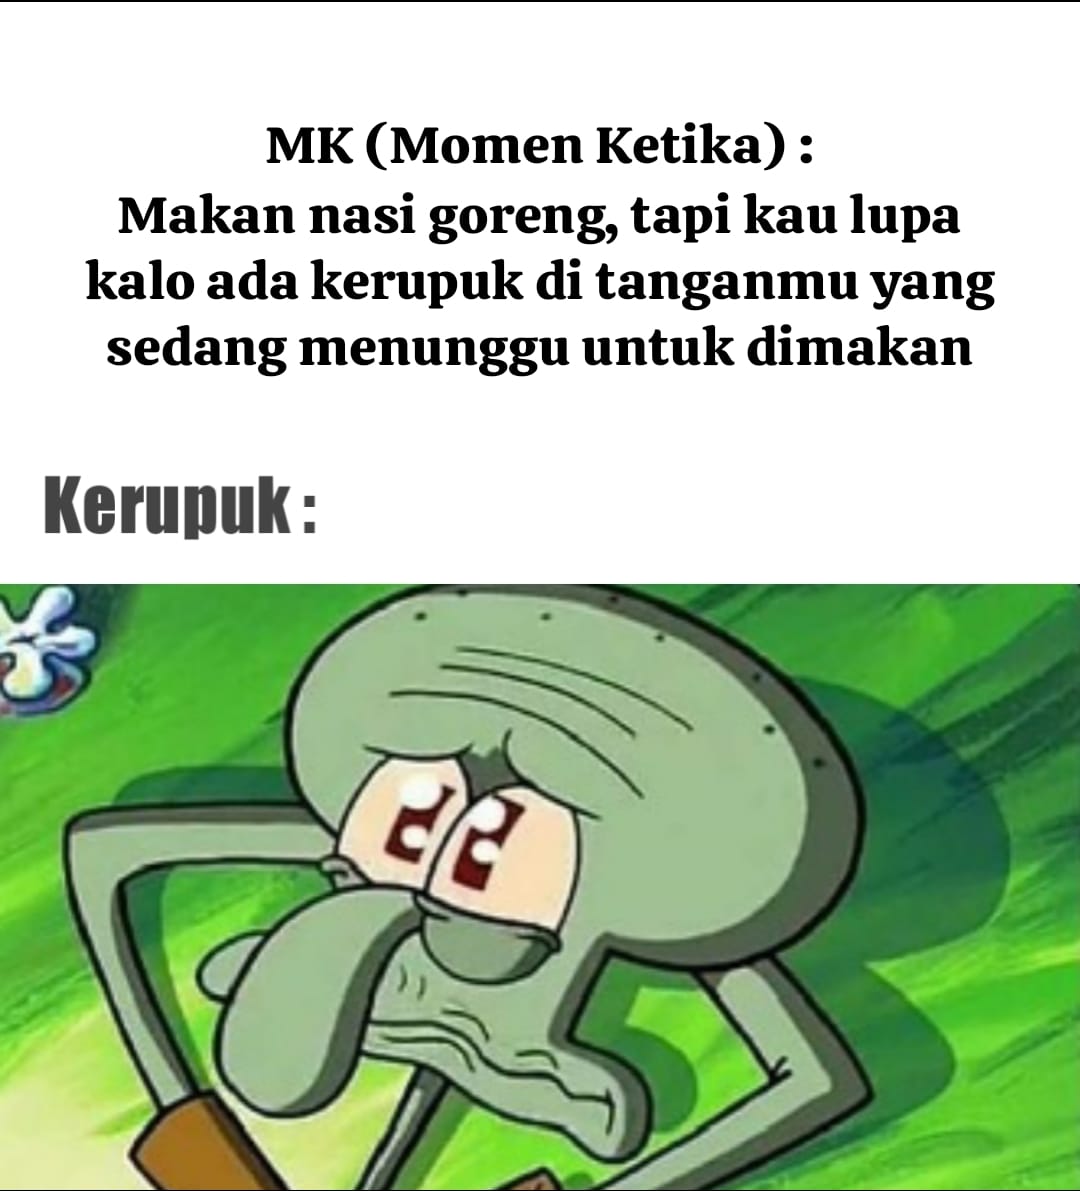 MK (Momen Ketika) :
Makan nasi goreng, tapi kau lupa
kalo ada kerupuk di tanganmu yang
sedang menunggu untuk dimakan
Kerupuk :